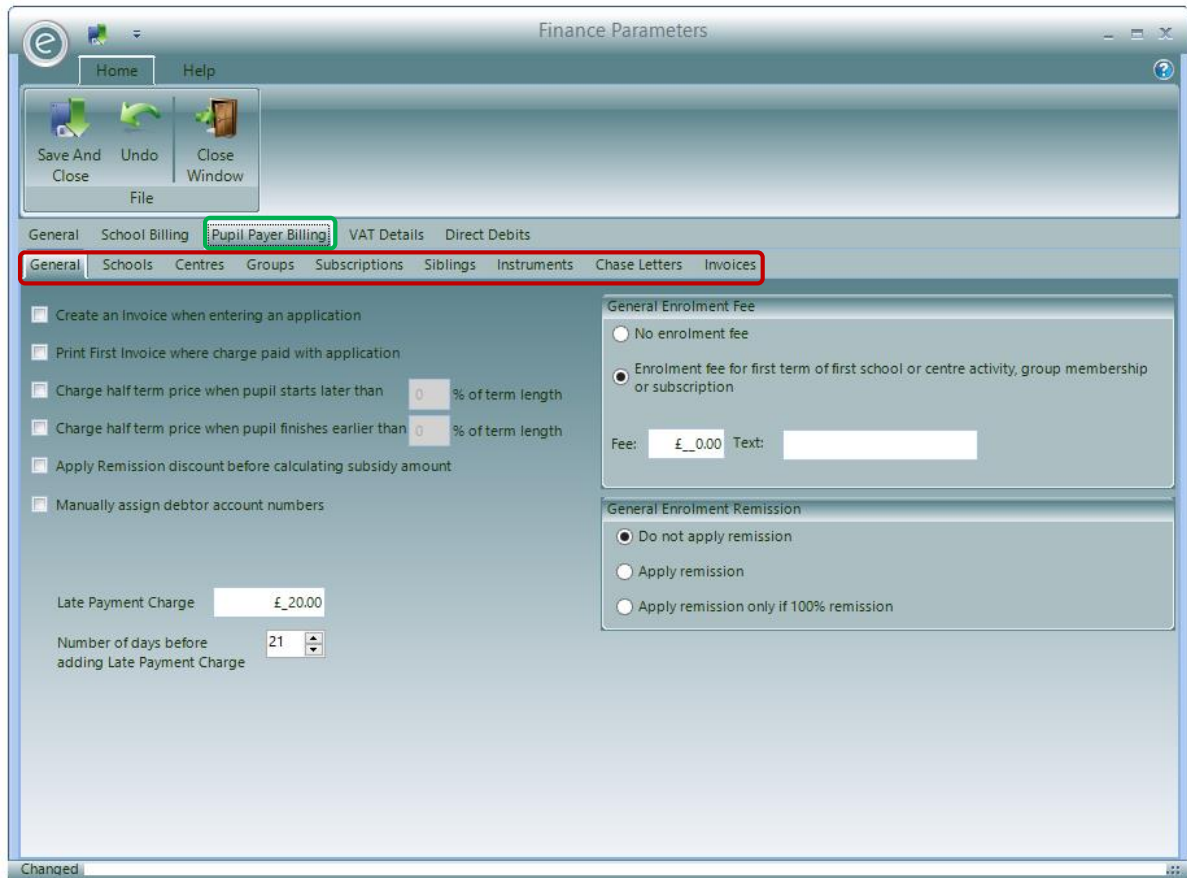 Finance Parameters
Home Help
Save And
Close
Undo
Close
Window
File
General School Billing Pupil Payer Billing VAT Details Direct Debits
General Schools Centres Groups Subscriptions Siblings Instruments Chase Letters Invoices
Create an Invoice when entering an application
Print First Invoice where charge paid with application
Charge half term price when pupil starts later than 0 % of term length
Charge half term price when pupil finishes earlier than 0 % of term length
Apply Remission discount before calculating subsidy amount
Manually assign debtor account numbers
Late Payment Charge £_20.00
Number of days before
adding Late Payment Charge
21
General Enrolment Fee
No enrolment fee
Enrolment fee for first term of first school or centre activity, group membership
or subscription
Fee: £__0.00 Text:
General Enrolment Remission
Do not apply remission
Apply remission
Apply remission only if 100% remission
Changed